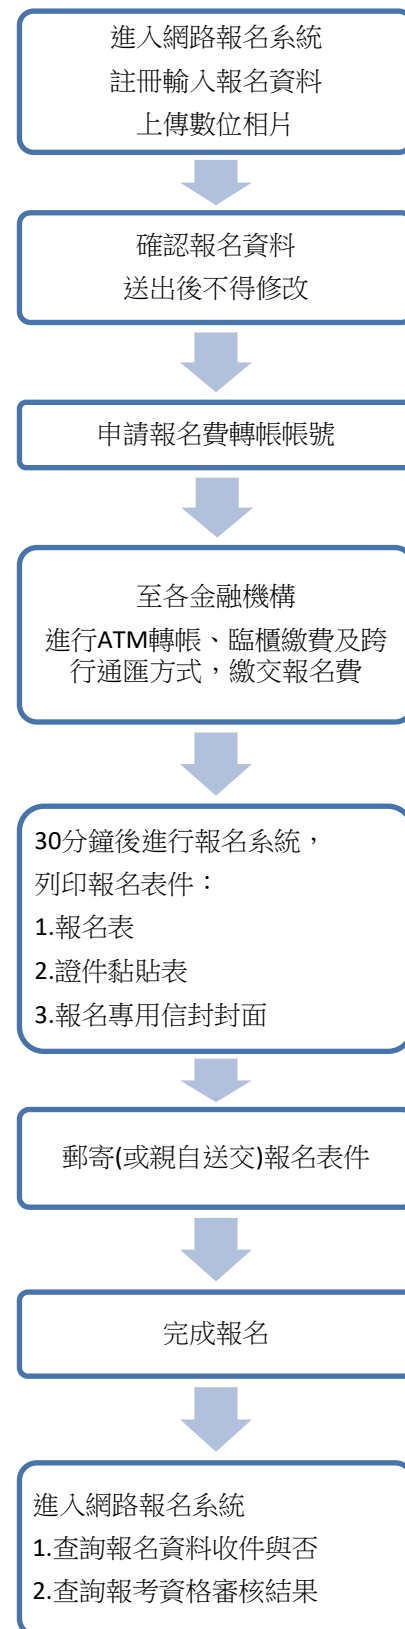 進入網路報名系統
註冊輸入報名資料
上傳數位相片
確認報名資料
送出後不得修改
申請報名費轉帳帳號
至各金融機構
進行ATM轉帳、臨櫃繳費及跨
行通匯方式，繳交報名費
30分鐘後進行報名系統，
列印報名表件：
1.報名表
2.證件黏貼表
3.報名專用信封封面
郵寄(或親自送交)報名表件
完成報名
進入網路報名系統
1.查詢報名資料收件與否
2.查詢報考資格審核結果